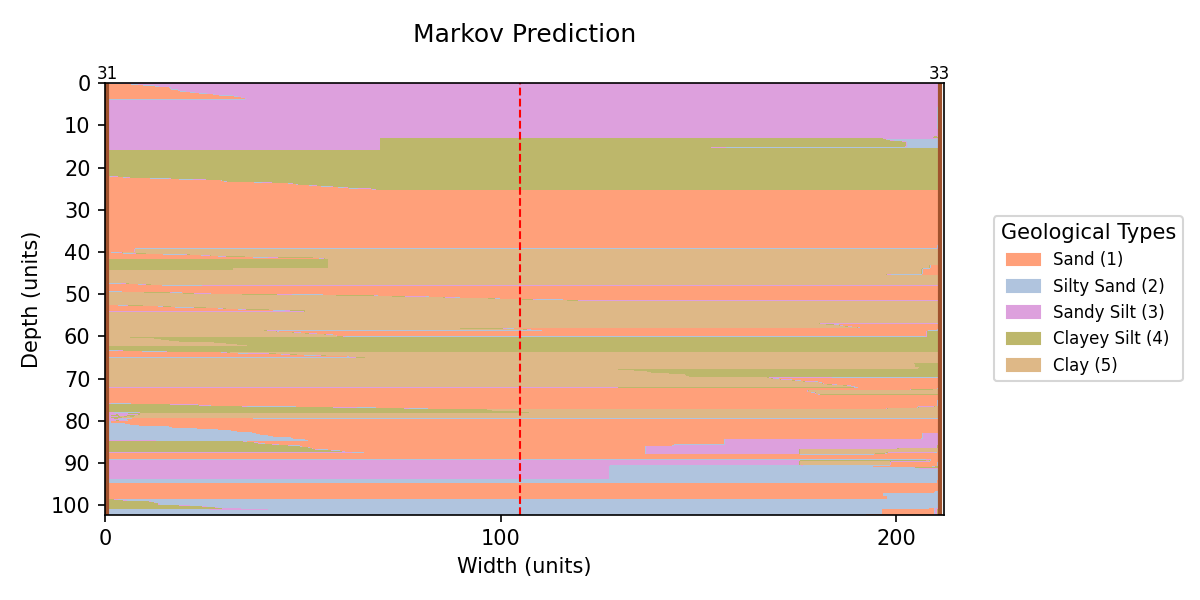 Markov Prediction
31
33
0
10
20
30
40
50
60
70
80
90
100
Depth (units)
0
100
200
Width (units)
Geological Types
Sand (1)
Silty Sand (2)
Sandy Silt (3)
Clayey Silt (4)
Clay (5)